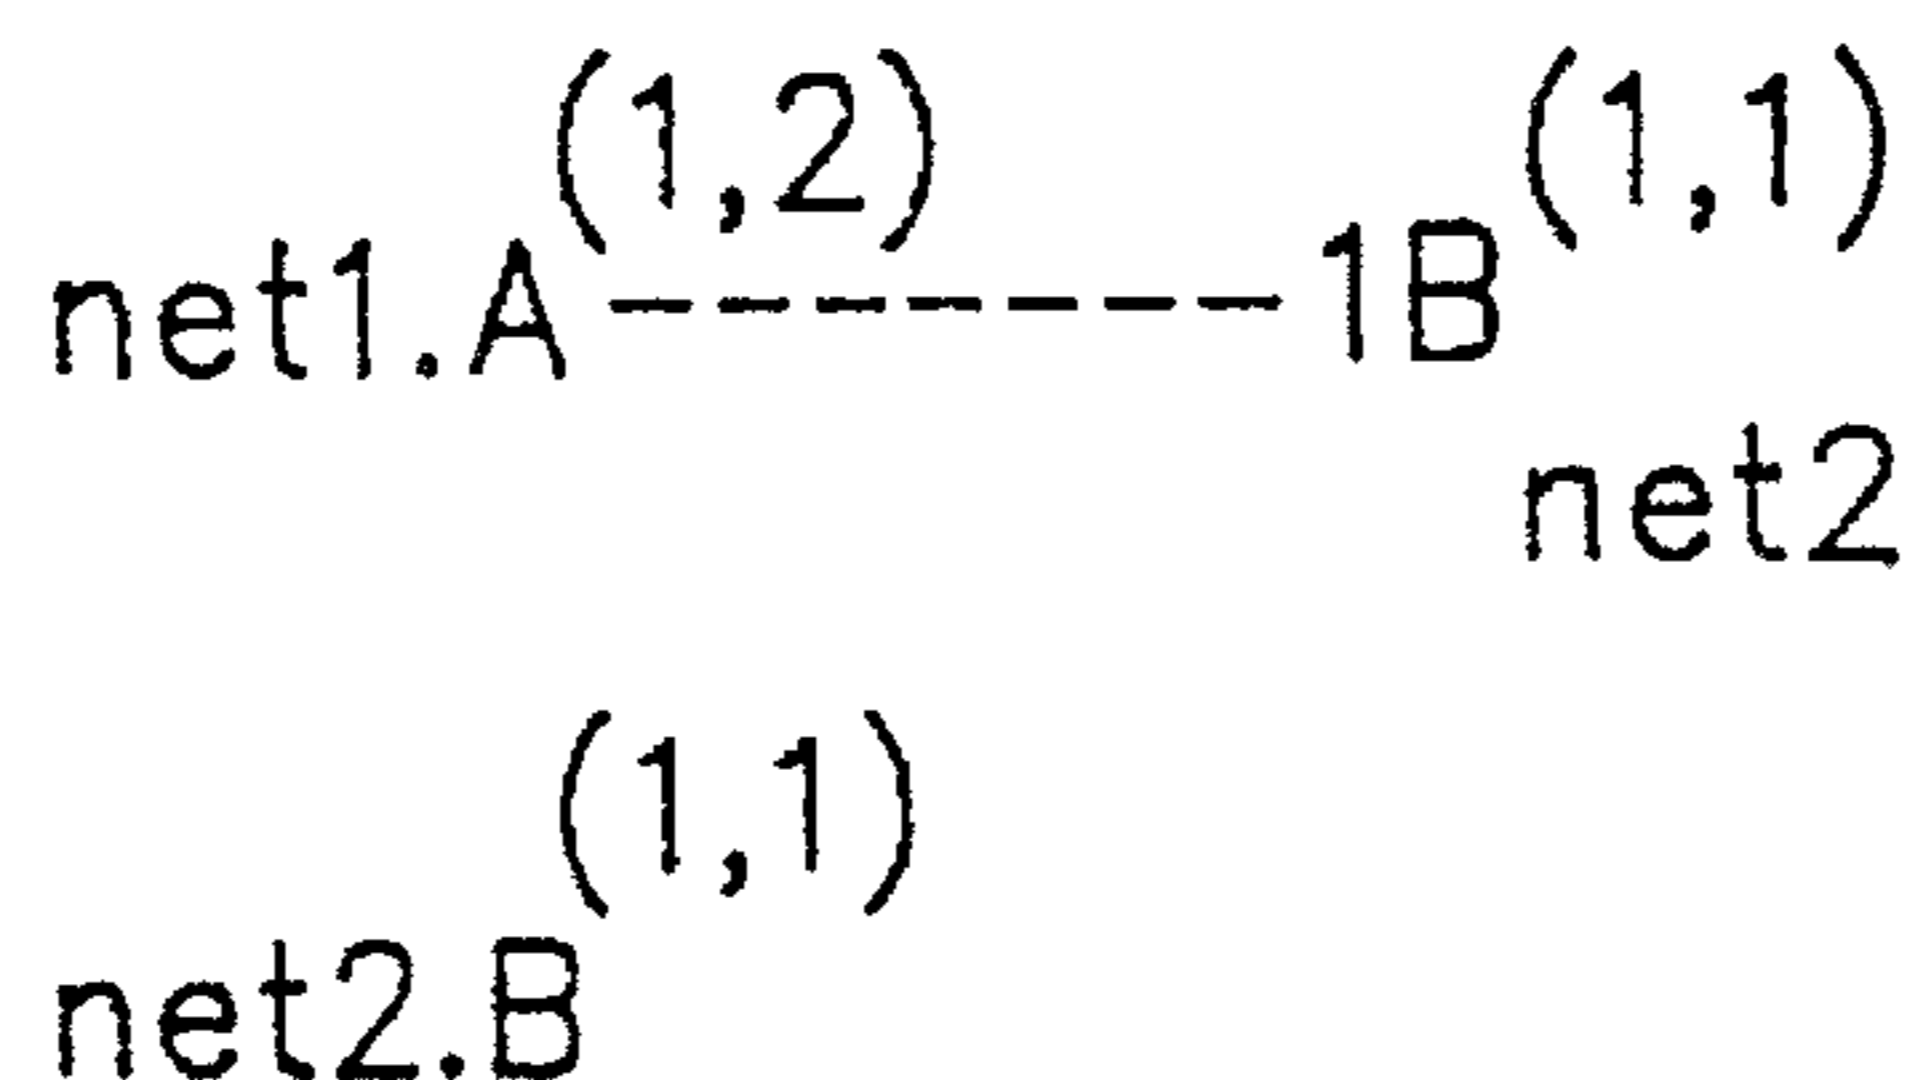 (1,2) (1,1)
net1.A-------1B
net2
(1,1)
net2.B